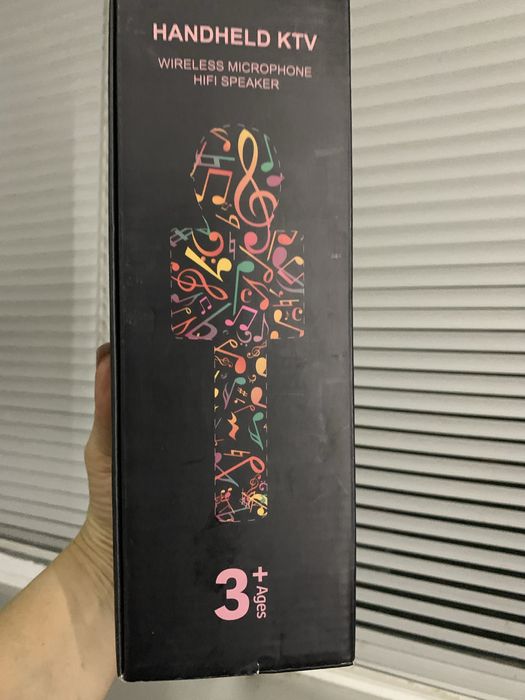 HANDHELD KTV
WIRELESS MICROPHONE
HIFI SPEAKER
3+ Ages